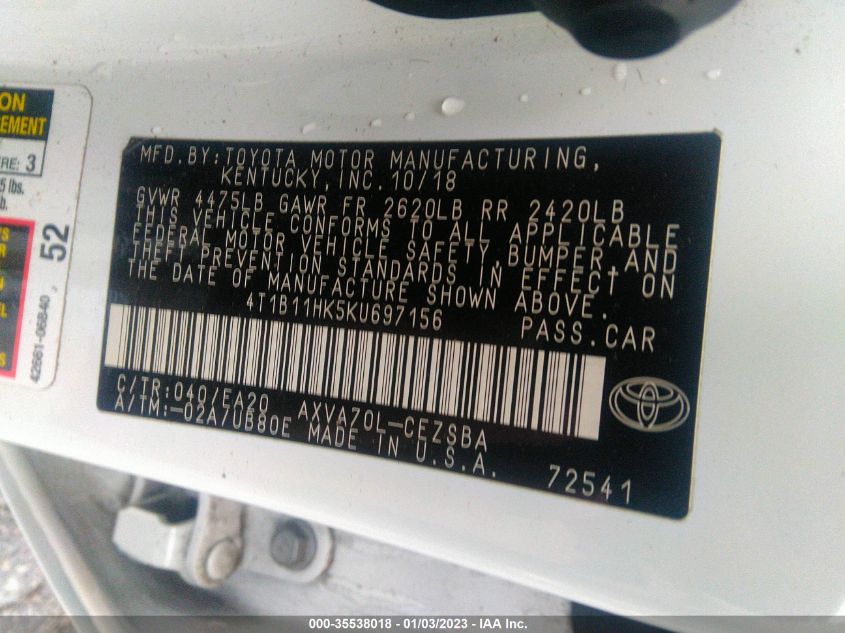 ON
EMENT
RE: 3
5 lbs.
b.
52
42661-06B40
MFD.BY:TOYOTA MOTOR MANUFACTURING,
KENTUCKY,INC.10/18
GVWR 4475LB GAWR FR 2620LB RR 2420LB
THIS VEHICLE CONFORMS TO ALL APPLICABLE
FEDERAL MOTOR VEHICLE SAFETY,BUMPER,AND
THEFT PREVENTION STANDARDS IN EFFECT ON
THE DATE OF MANUFACTURE SHOWN ABOVE.
4T1B11HK5KU697156
PASS.CAR
C/TR:040/EA20 AXVA70L-CEZSBA
A/TM:-02A/UB80E MADE IN U.S.A.
72541
000-35538018 - 01/03/2023 - IAA Inc.